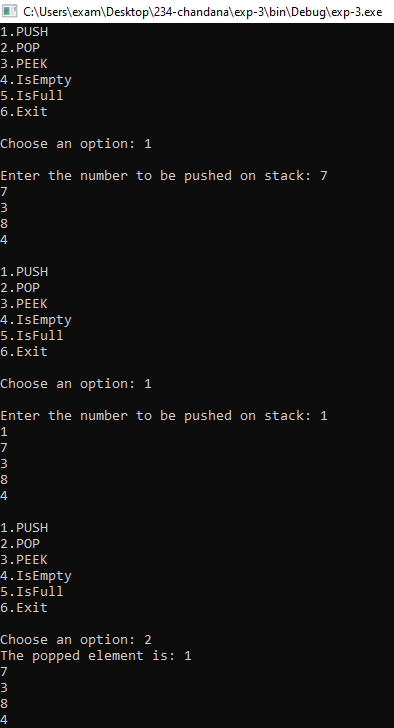 C:\Users\exam\Desktop\234-chandana\exp-3\bin\Debug\exp-3.exe
1.PUSH
2.POP
3.PEEK
4.IsEmpty
5.IsFull
6.Exit
Choose an option: 1
Enter the number to be pushed on stack: 7
7
3
8
4
1.PUSH
2.POP
3.PEEK
4.IsEmpty
5.IsFull
6.Exit
Choose an option: 1
Enter the number to be pushed on stack: 1
1
7
3
8
4
1.PUSH
2.POP
3.PEEK
4.IsEmpty
5.IsFull
6.Exit
Choose an option: 2
The popped element is: 1
7
3
8
4